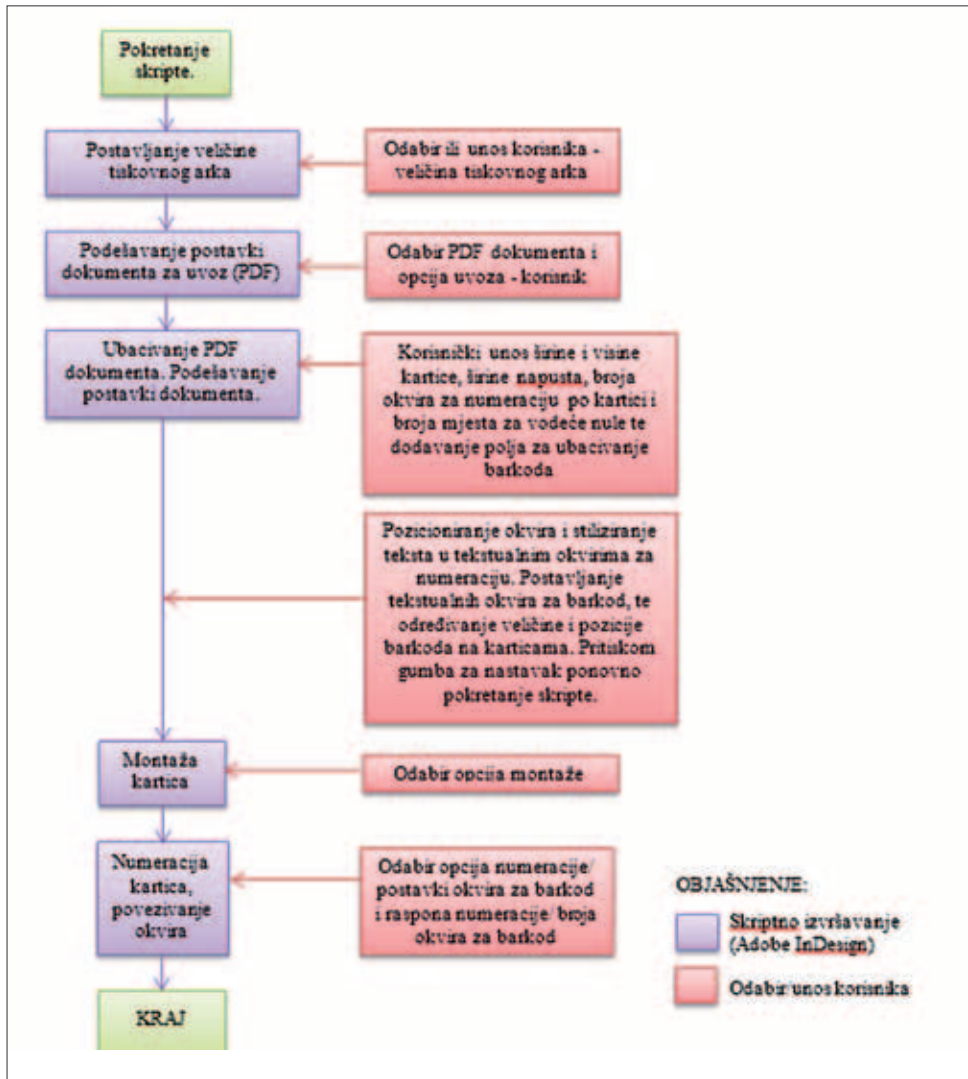 Pokretanje
skripte.
Postavljanje veličine
tiskovnog arka
Odabir ili unos korisnika -
veličina tiskovnog arka
Podešavanje postavki
dokumenta za uvoz (PDF)
Odabir PDF dokumenta i
opcija uvoza - korisnik
Ubacivanje PDF
dokumenta. Podešavanje
postavki dokumenta.
Korisnički unos širine i visine
kartice, širine napusta, broja
okvira za numeraciju po kartici i
broja mjesta za vodeće nule te
dodavanje polja za ubacivanje
barkoda
Pozicioniranje okvira i stiliziranje
teksta u tekstualnim okvirima za
numeraciju. Postavljanje
tekstualnih okvira za barkod, te
određivanje veličine i pozicije
barkoda na karticama. Pritiskom
gumba za nastavak ponovno
pokretanje skripte.
Montaža
kartica
Odabir opcija montaže
Numeracija
kartica,
povezivanje
okvira
Odabir opcija numeracije/
postavki okvira za barkod
i raspona numeracije/ broja
okvira za barkod
KRAJ
OBJAŠNJENJE:
Skriptno izvršavanje
(Adobe InDesign)
Odabir/unos korisnika